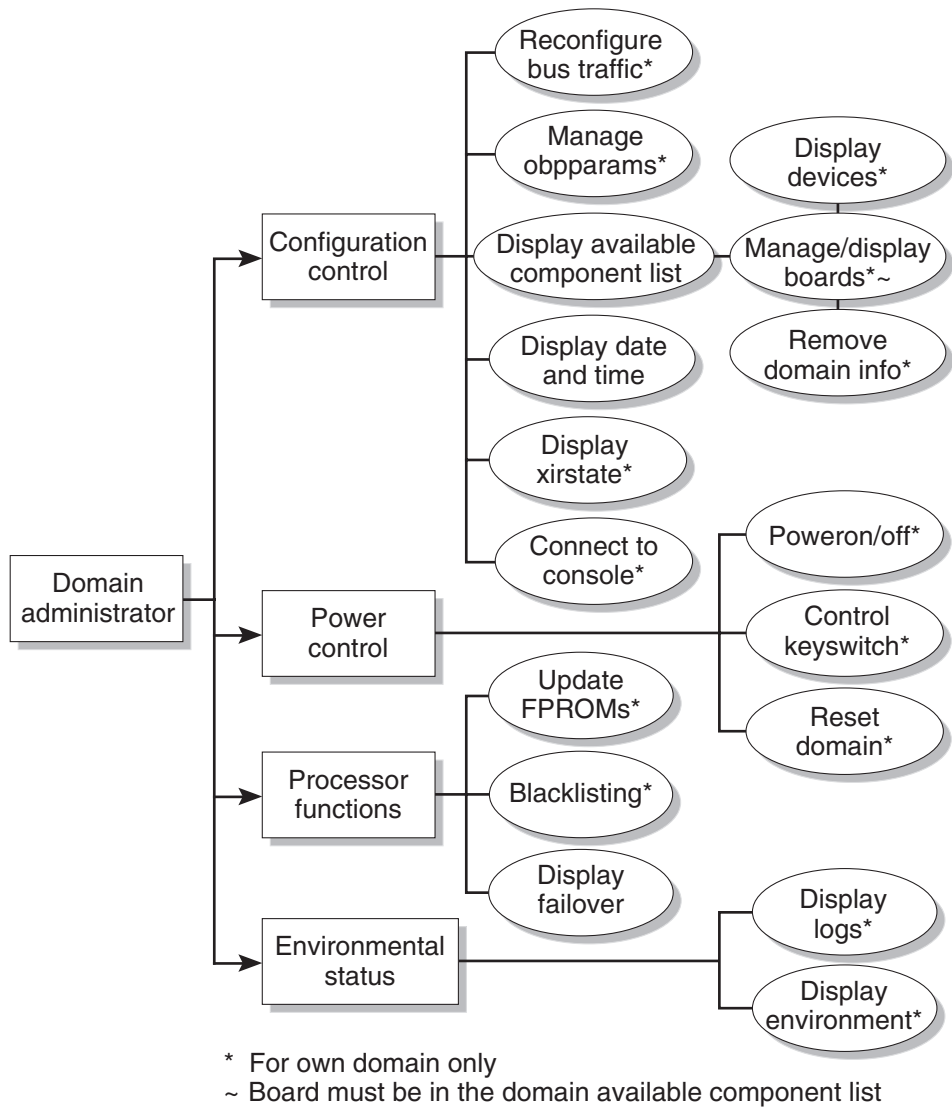 Reconfigure
bus traffic*
Manage
obpparams*
Display
devices*
Configuration
control
Display available
component list
Manage/display
boards*~
Display date
and time
Remove
domain info*
Display
xirstate*
Connect to
console*
Poweron/off*
Domain
administrator
Power
control
Control
keyswitch*
Update
FPROMs*
Reset
domain*
Processor
functions
Blacklisting*
Display
failover
Display
logs*
Environmental
status
Display
environment*
* For own domain only
~ Board must be in the domain available component list